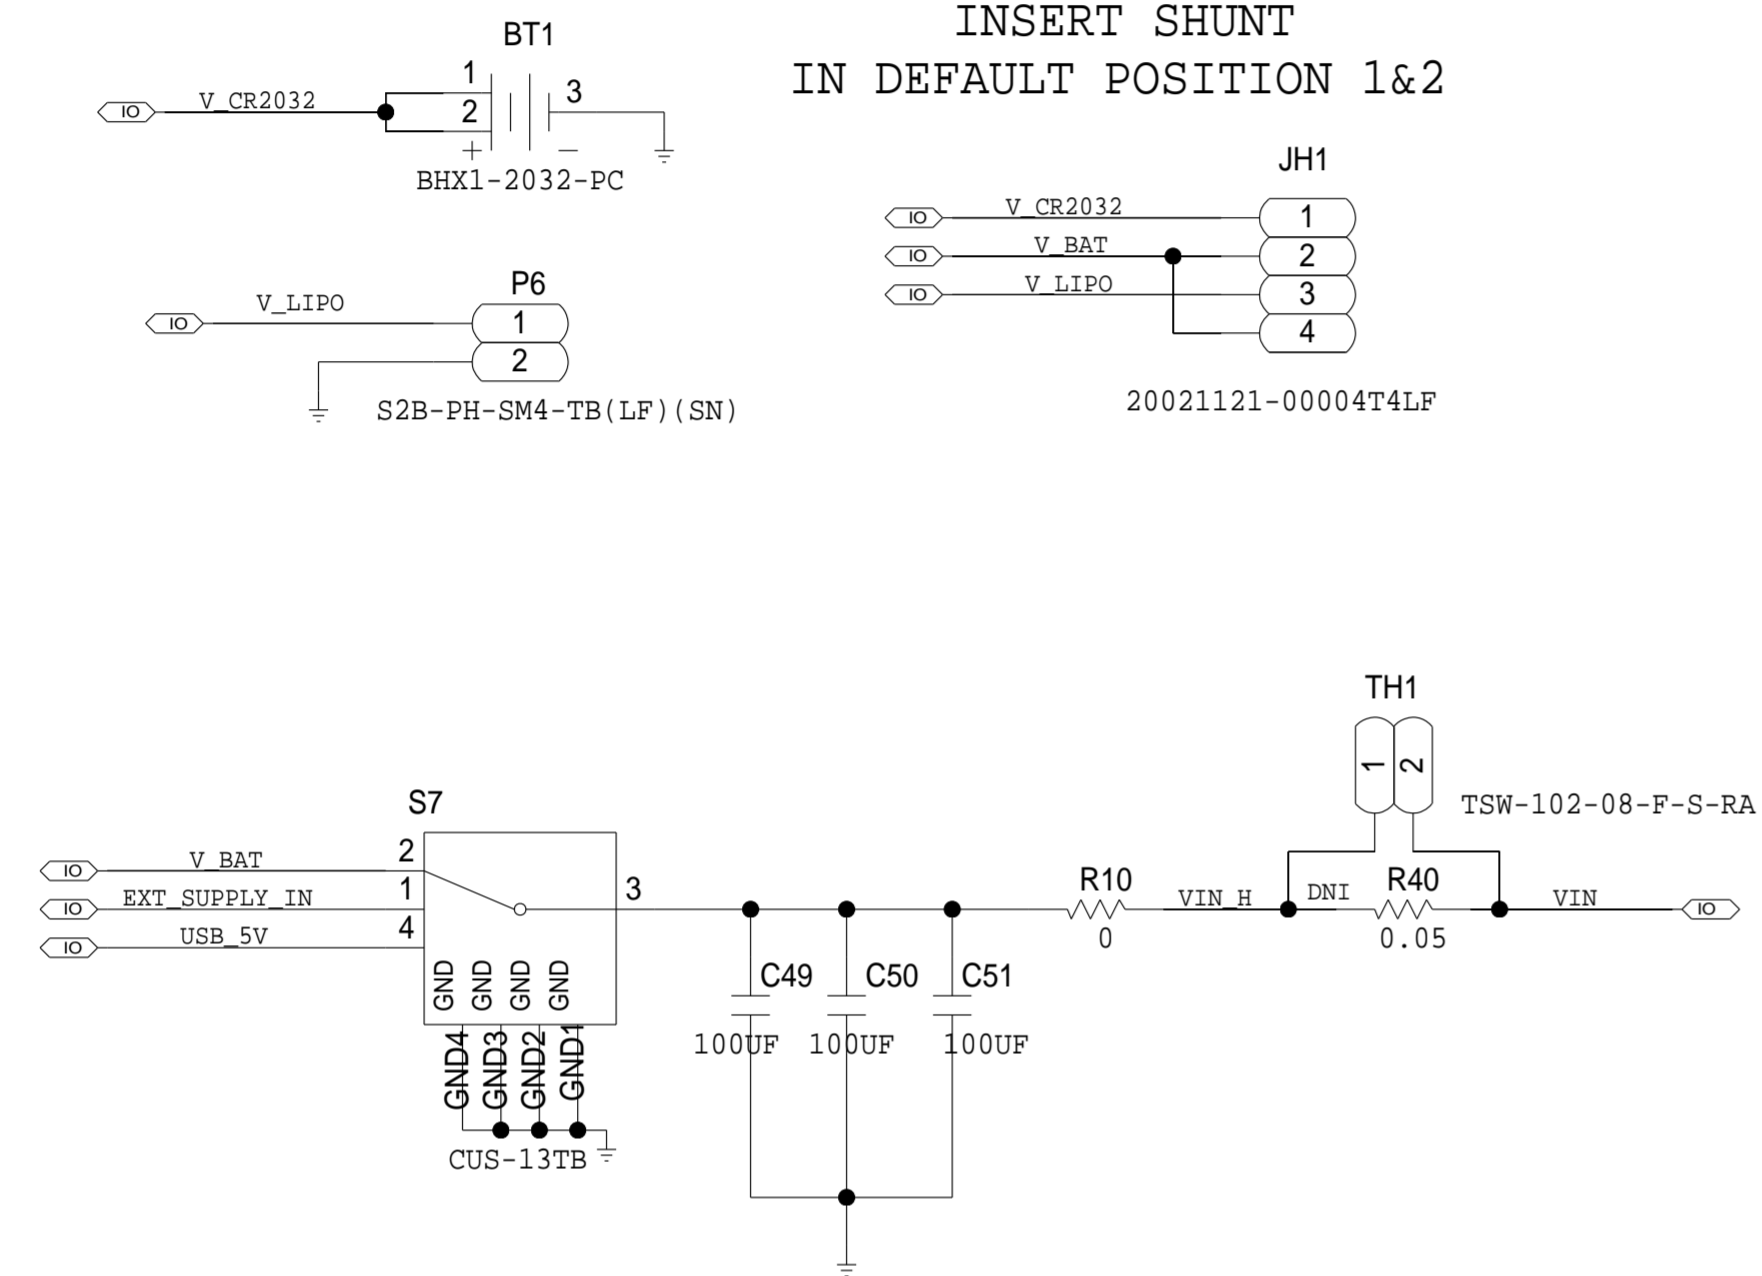 INSERT SHUNT
IN DEFAULT POSITION 1&2
BT1
1
2
3
IO
V_CR2032
+
−
BHX1-2032-PC
JH1
IO
V_CR2032
1
IO
V_BAT
2
IO
V_LIPO
3
4
20021121-00004T4LF
P6
IO
V_LIPO
1
2
S2B-PH-SM4-TB(LF)(SN)
TH1
1
2
TSW-102-08-F-S-RA
S7
IO
V_BAT
2
IO
EXT_SUPPLY_IN
1
3
IO
USB_5V
4
GND
GND
GND
GND
GND4
GND3
GND2
GND1
CUS-13TB
C49
100UF
C50
100UF
C51
100UF
R10
0
VIN_H
DNI
R40
0.05
VIN
IO